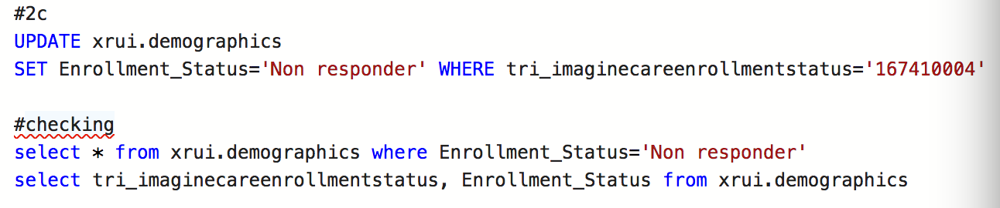 #2c
UPDATE xrui.demographics
SET Enrollment_Status='Non responder' WHERE tri_imaginecareenrollmentstatus='167410004'
#checking
select * from xrui.demographics where Enrollment_Status='Non responder'
select tri_imaginecareenrollmentstatus, Enrollment_Status from xrui.demographics